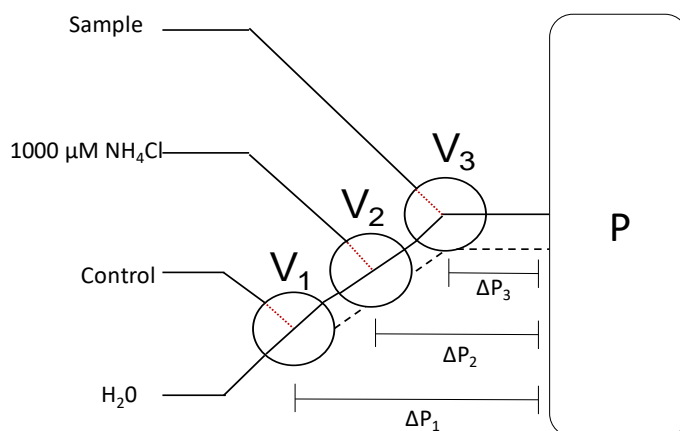 Sample
1000 µM NH₄Cl
Control
H₂0
V₁
V₂
V₃
P
ΔP₃
ΔP₂
ΔP₁